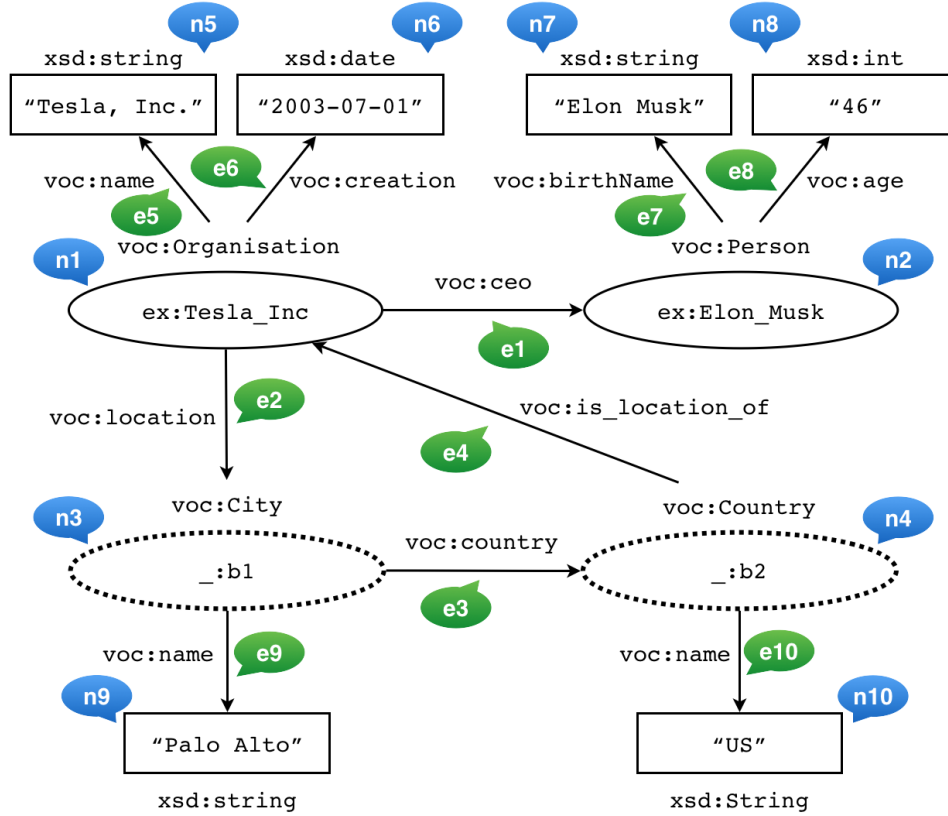 n5
n6
n7
n8
xsd:string
xsd:date
xsd:string
xsd:int
“Tesla, Inc.”
“2003-07-01”
“Elon Musk”
“46”
e6
e8
voc:name
voc:creation
voc:birthName
voc:age
e5
e7
voc:Organisation
voc:Person
n1
n2
voc:ceo
ex:Tesla_Inc
ex:Elon_Musk
e1
e2
voc:location
voc:is_location_of
e4
voc:City
voc:Country
n3
n4
voc:country
_:b1
_:b2
e3
voc:name
e9
voc:name
e10
n9
n10
“Palo Alto”
“US”
xsd:string
xsd:String